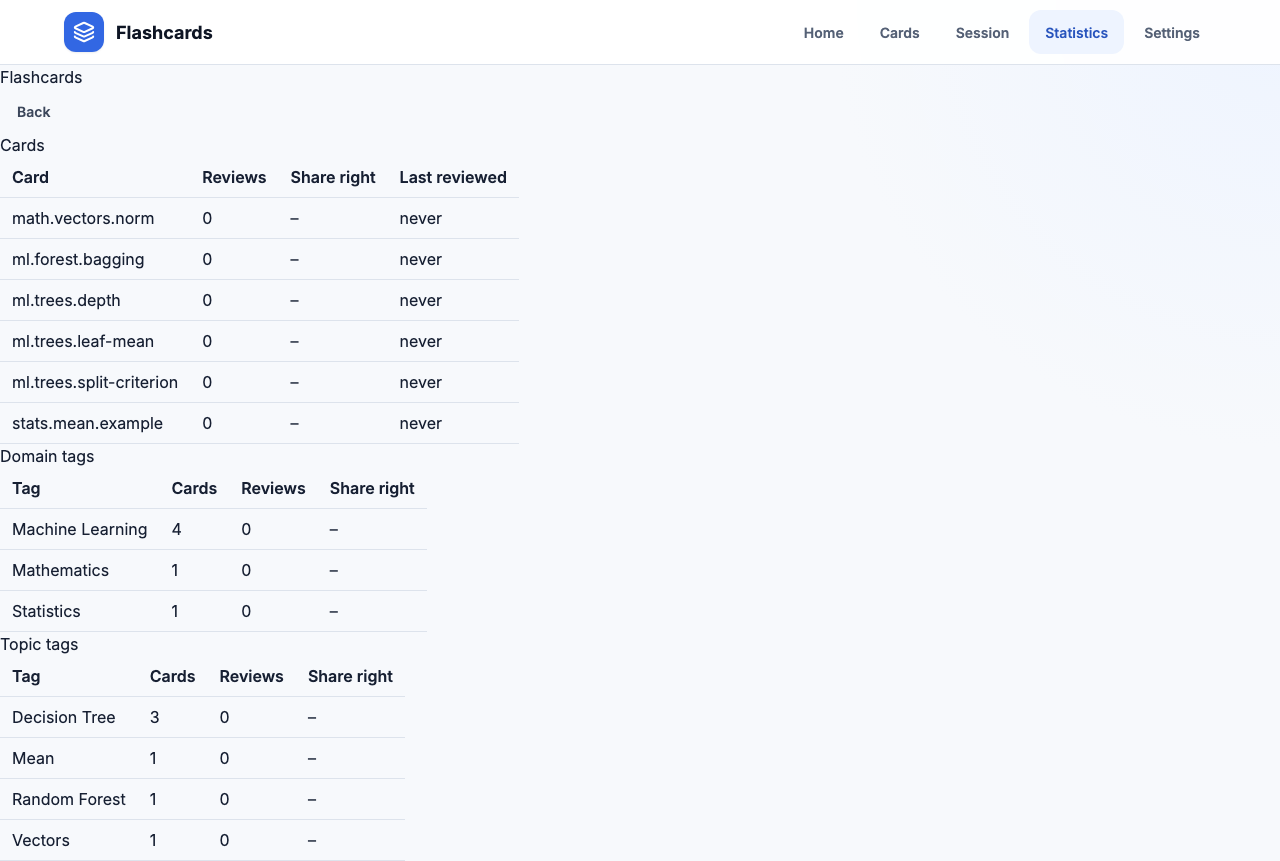 Flashcards Home Cards Session Statistics Settings
Flashcards
Back
Cards
Card Reviews Share right Last reviewed
math.vectors.norm 0 – never
ml.forest.bagging 0 – never
ml.trees.depth 0 – never
ml.trees.leaf-mean 0 – never
ml.trees.split-criterion 0 – never
stats.mean.example 0 – never
Domain tags
Tag Cards Reviews Share right
Machine Learning 4 0 –
Mathematics 1 0 –
Statistics 1 0 –
Topic tags
Tag Cards Reviews Share right
Decision Tree 3 0 –
Mean 1 0 –
Random Forest 1 0 –
Vectors 1 0 –